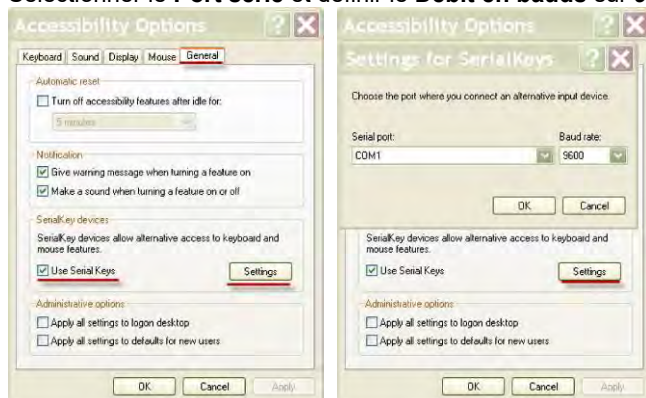 Sélectionner le Port série et définir le Débit en bauds sur
Accessibility Options
Keyboard Sound Display Mouse General
Automatic reset
Turn off accessibility features after idle for:
5 minutes
Notification
Give warning message when turning a feature on
Make a sound when turning a feature on or off
SerialKey devices
SerialKey devices allow alternative access to keyboard and
mouse features.
Use Serial Keys
Settings
Administrative options
Apply all settings to logon desktop
Apply all settings to defaults for new users
OK Cancel Apply
Accessibility Options
Settings for SerialKeys
Choose the port where you connect an alternative input device.
Serial port: Baud rate:
COM1 9600
OK Cancel
SerialKey devices allow alternative access to keyboard and
mouse features.
Use Serial Keys
Settings
Administrative options
Apply all settings to logon desktop
Apply all settings to defaults for new users
OK Cancel Apply